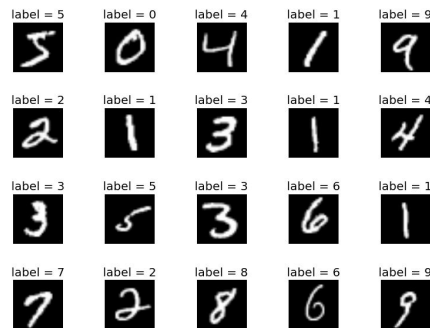 label = 5 label = 0 label = 4 label = 1 label = 9
5 0 4 1 9
label = 2 label = 1 label = 3 label = 1 label = 4
2 1 3 1 4
label = 3 label = 5 label = 3 label = 6 label = 1
3 5 3 6 1
label = 7 label = 2 label = 8 label = 6 label = 9
7 2 8 6 9